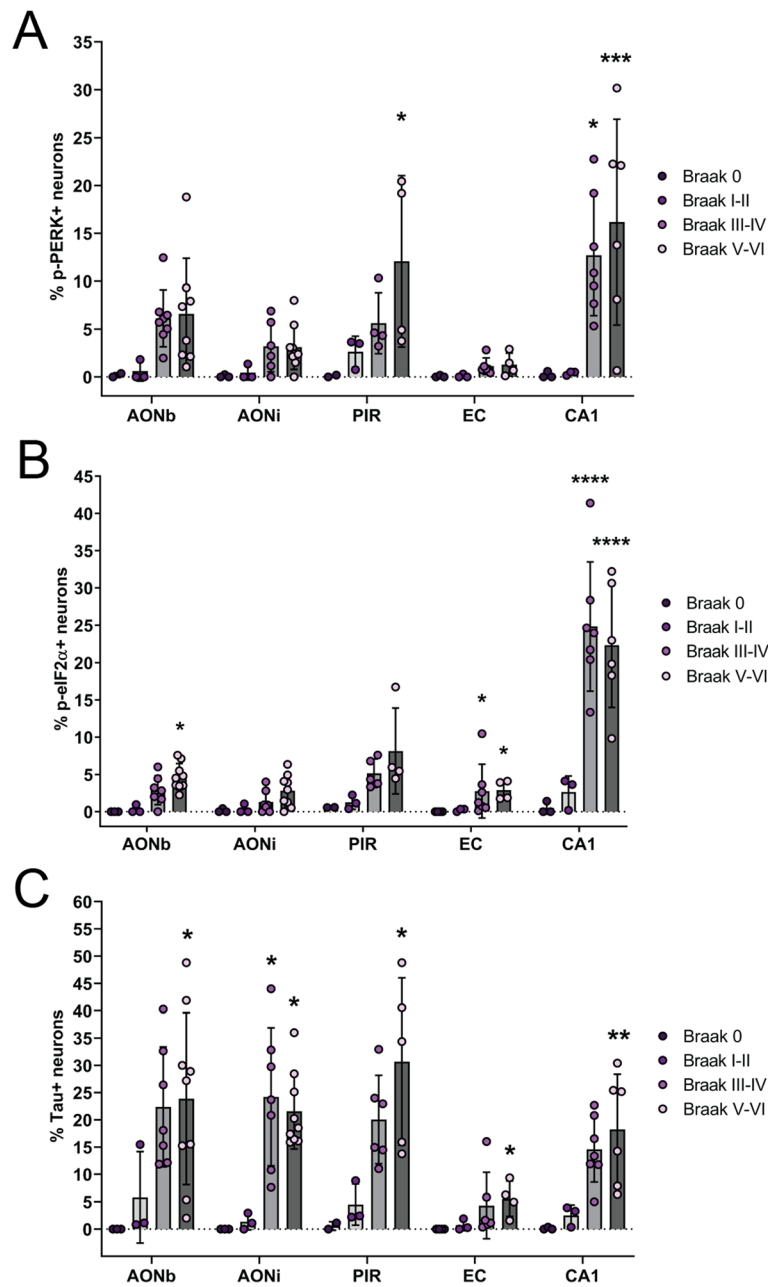 A
% p-PERK+ neurons
35
30
25
20
15
10
5
0
*
*
***
AONb
AONi
PIR
EC
CA1
Braak 0
Braak I-II
Braak III-IV
Braak V-VI
B
% p-eIF2α+ neurons
45
40
35
30
25
20
15
10
5
0
*
*
*
****
****
AONb
AONi
PIR
EC
CA1
Braak 0
Braak I-II
Braak III-IV
Braak V-VI
C
% Tau+ neurons
60
55
50
45
40
35
30
25
20
15
10
5
0
*
*
*
*
*
**
AONb
AONi
PIR
EC
CA1
Braak 0
Braak I-II
Braak III-IV
Braak V-VI